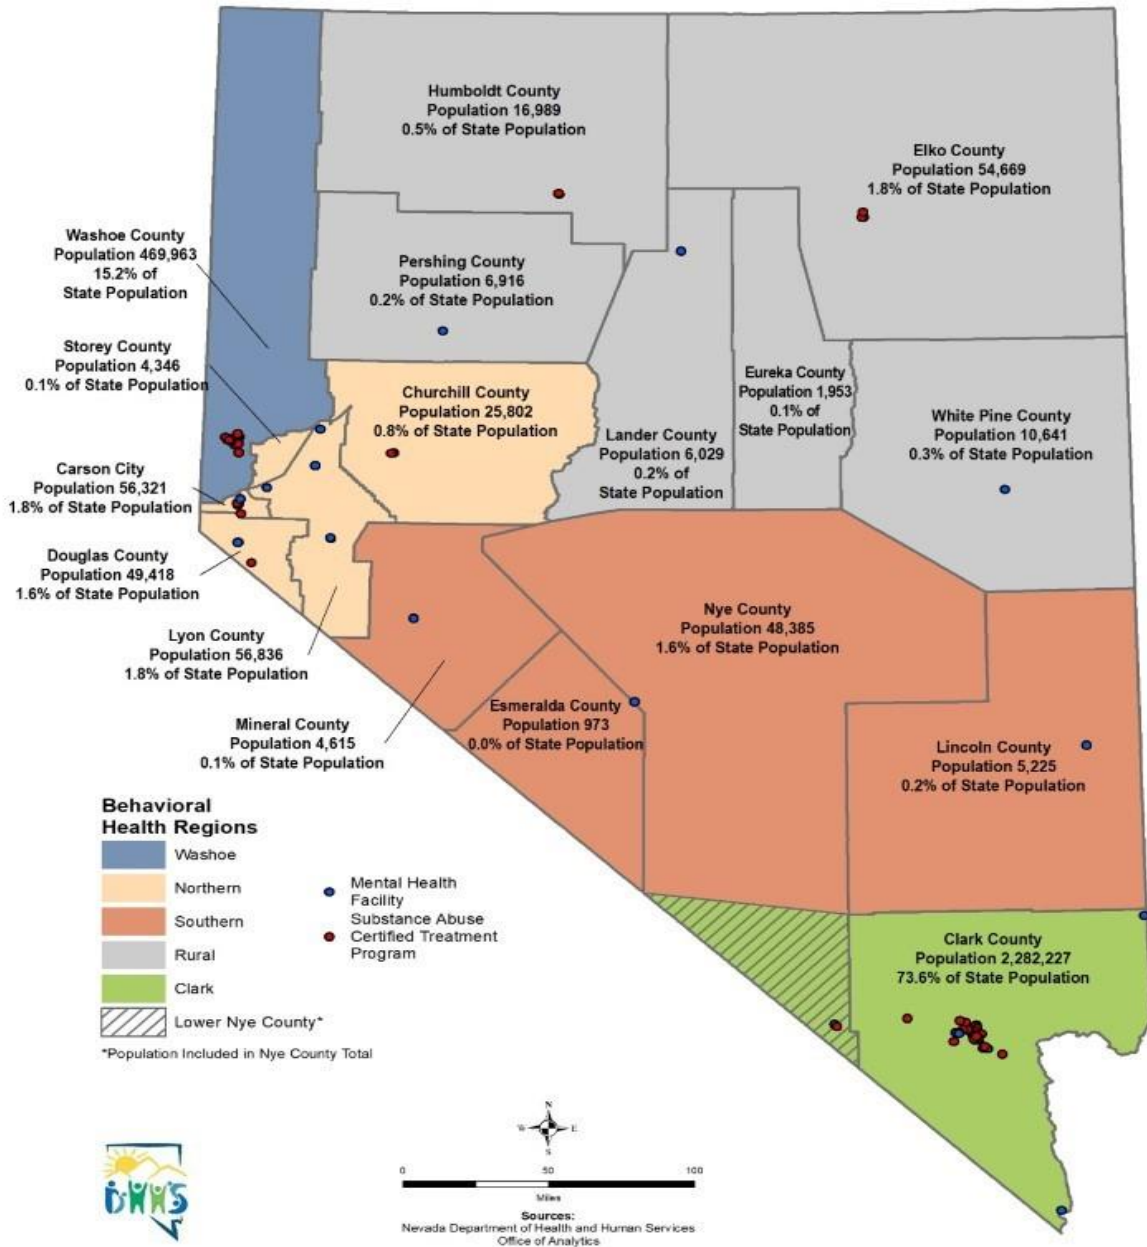 Humboldt County
Population 16,989
0.5% of State Population
Elko County
Population 54,669
1.8% of State Population
Washoe County
Population 469,963
15.2% of
State Population
Pershing County
Population 6,916
0.2% of State Population
Storey County
Population 4,346
0.1% of State Population
Churchill County
Population 25,802
0.8% of State Population
Eureka County
Population 1,953
0.1% of
State Population
Lander County
Population 6,029
0.2% of
State Population
White Pine County
Population 10,641
0.3% of State Population
Carson City
Population 56,321
1.8% of State Population
Douglas County
Population 49,418
1.6% of State Population
Lyon County
Population 56,836
1.8% of State Population
Nye County
Population 48,385
1.6% of State Population
Mineral County
Population 4,615
0.1% of State Population
Esmeralda County
Population 973
0.0% of State Population
Lincoln County
Population 5,225
0.2% of State Population
Clark County
Population 2,282,227
73.6% of State Population
Behavioral
Health Regions
Washoe
Northern
Southern
Rural
Clark
Lower Nye County*
*Population Included in Nye County Total
Mental Health
Facility
Substance Abuse
Certified Treatment
Program
N
W E
S
0 50 100
Miles
Sources:
Nevada Department of Health and Human Services
Office of Analytics
DHHS